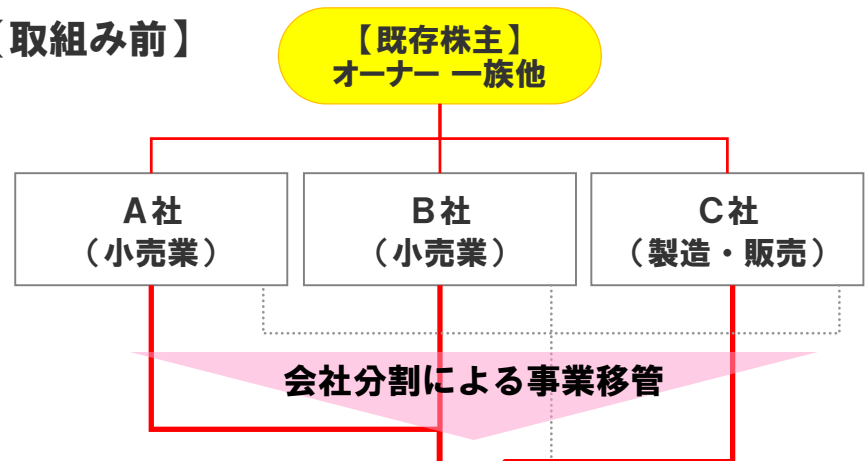 【取組み前】
【既存株主】
オーナー 一族他
A社
（小売業）
B社
（小売業）
C社
（製造・販売）
会社分割による事業移管